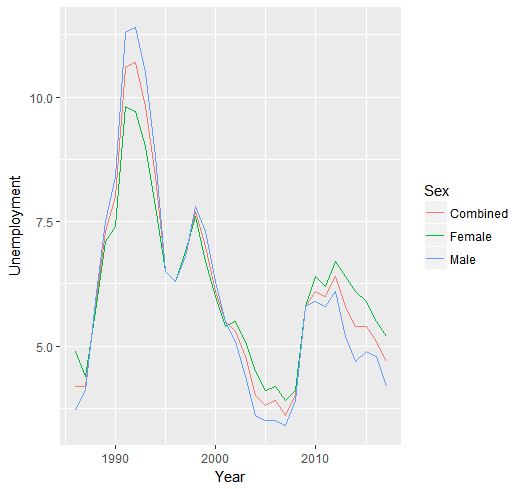 10.0
7.5
5.0
Unemployment
1990
2000
2010
Year
Sex
Combined
Female
Male